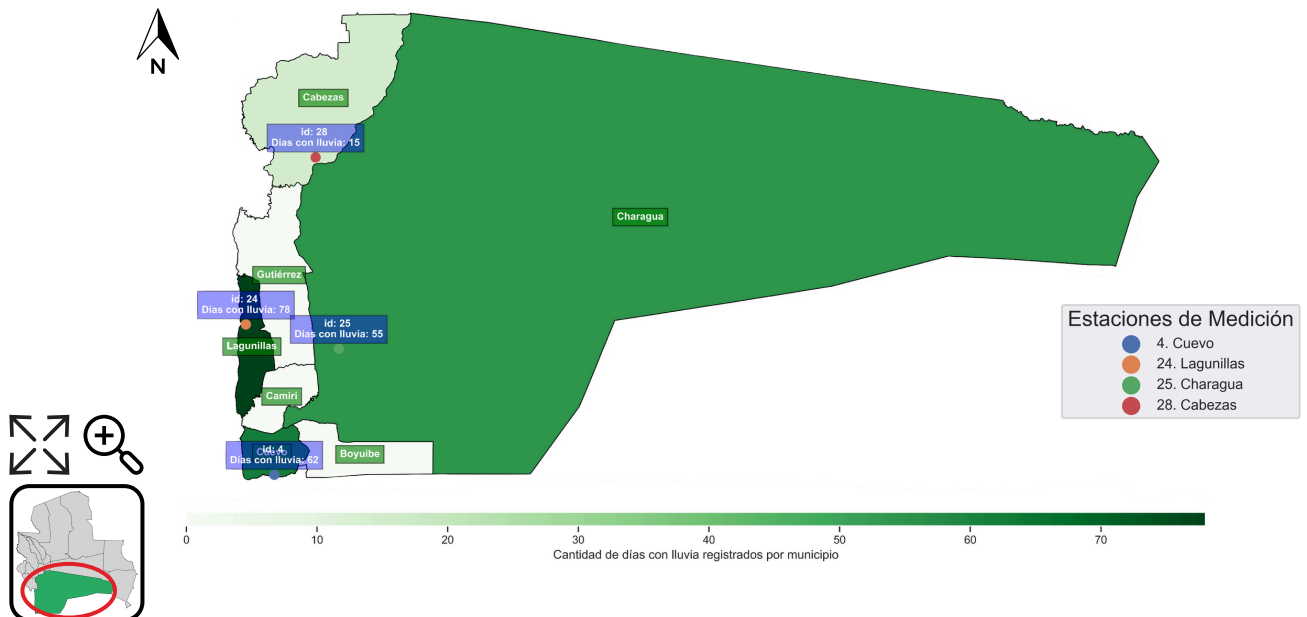 N
Cabezas
id: 28
Días con lluvia: 15
Charagua
Gutiérrez
id: 24
Días con lluvia: 78
id: 25
Días con lluvia: 55
Lagunillas
Camiri
Cuevo
id: 4
Días con lluvia: 62
Boyuibe
Estaciones de Medición
4. Cuevo
24. Lagunillas
25. Charagua
28. Cabezas
0 10 20 30 40 50 60 70
Cantidad de días con lluvia registrados por municipio